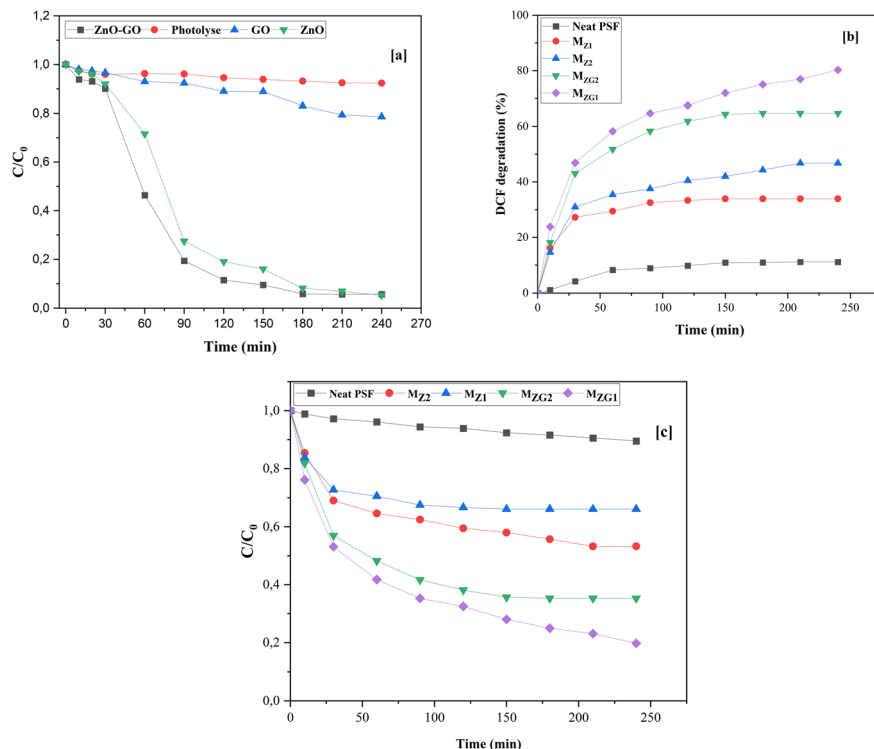 ZnO-GO Photolyse GO ZnO
[a]
1,2
1,0
0,8
0,6
0,4
0,2
0,0
C/C0
0 30 60 90 120 150 180 210 240 270
Time (min)
Neat PSF
MZ1
MZ2
MZG2
MZG1
[b]
100
80
60
40
20
0
DCF degradation (%)
0 50 100 150 200 250
Time (min)
Neat PSF MZ2 MZ1 MZG2 MZG1
[c]
1,0
0,8
0,6
0,4
0,2
0,0
C/C0
0 50 100 150 200 250
Time (min)